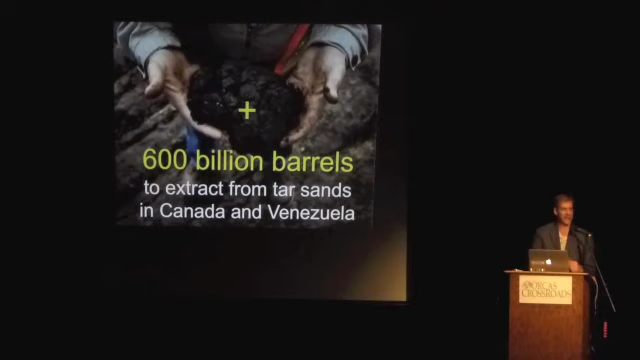 +
600 billion barrels
to extract from tar sands
in Canada and Venezuela
ORCAS
CROSSROADS